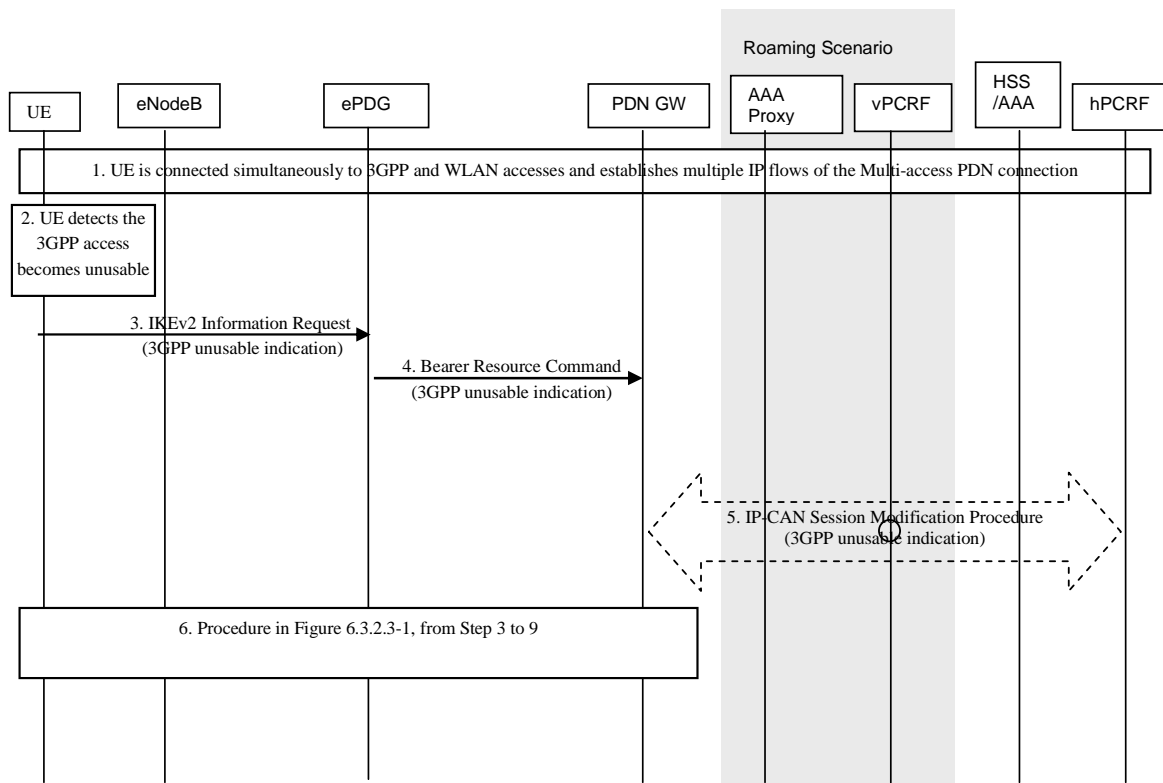 Roaming Scenario
UE
eNodeB
ePDG
PDN GW
AAA
Proxy
vPCRF
HSS
/AAA
hPCRF
1. UE is connected simultaneously to 3GPP and WLAN accesses and establishes multiple IP flows of the Multi-access PDN connection
2. UE detects the
3GPP access
becomes unusable
3. IKEv2 Information Request
(3GPP unusable indication)
4. Bearer Resource Command
(3GPP unusable indication)
5. IP-CAN Session Modification Procedure
(3GPP unusable indication)
6. Procedure in Figure 6.3.2.3-1, from Step 3 to 9